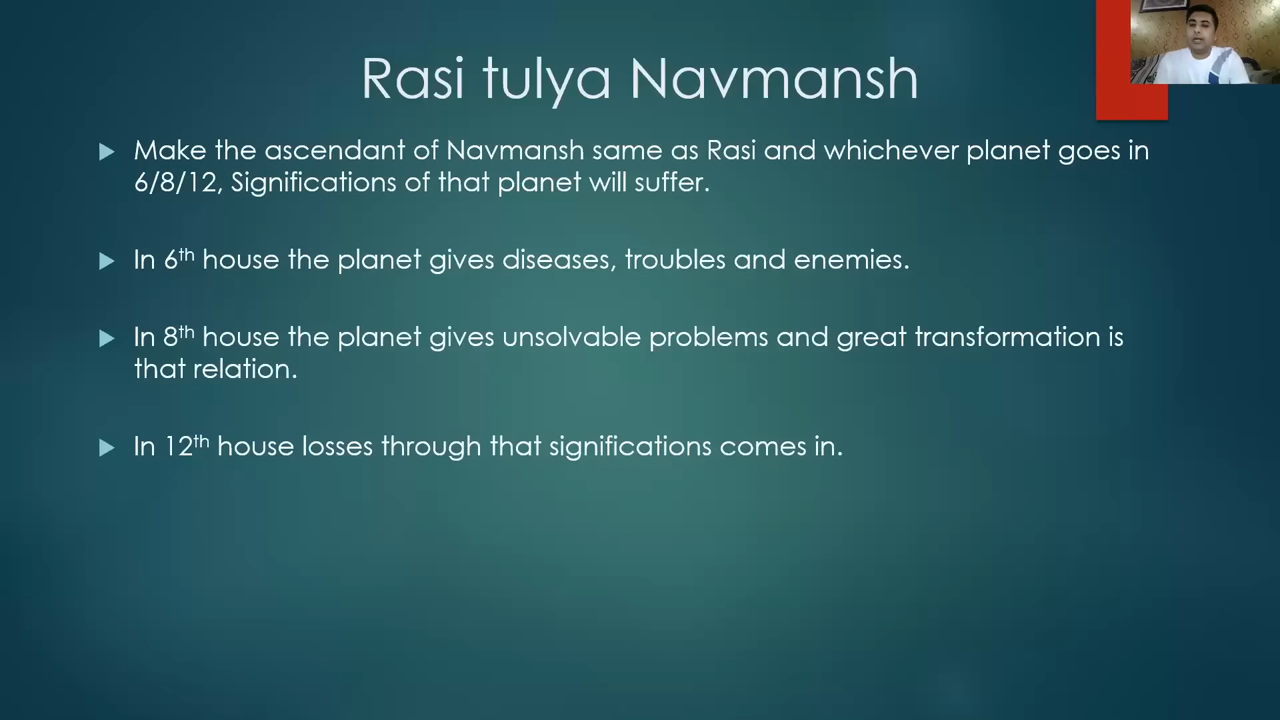 Rasi tulya Navmansh
Make the ascendant of Navmansh same as Rasi and whichever planet goes in
6/8/12, Significations of that planet will suffer.
In 6th house the planet gives diseases, troubles and enemies.
In 8th house the planet gives unsolvable problems and great transformation is
that relation.
In 12th house losses through that significations comes in.